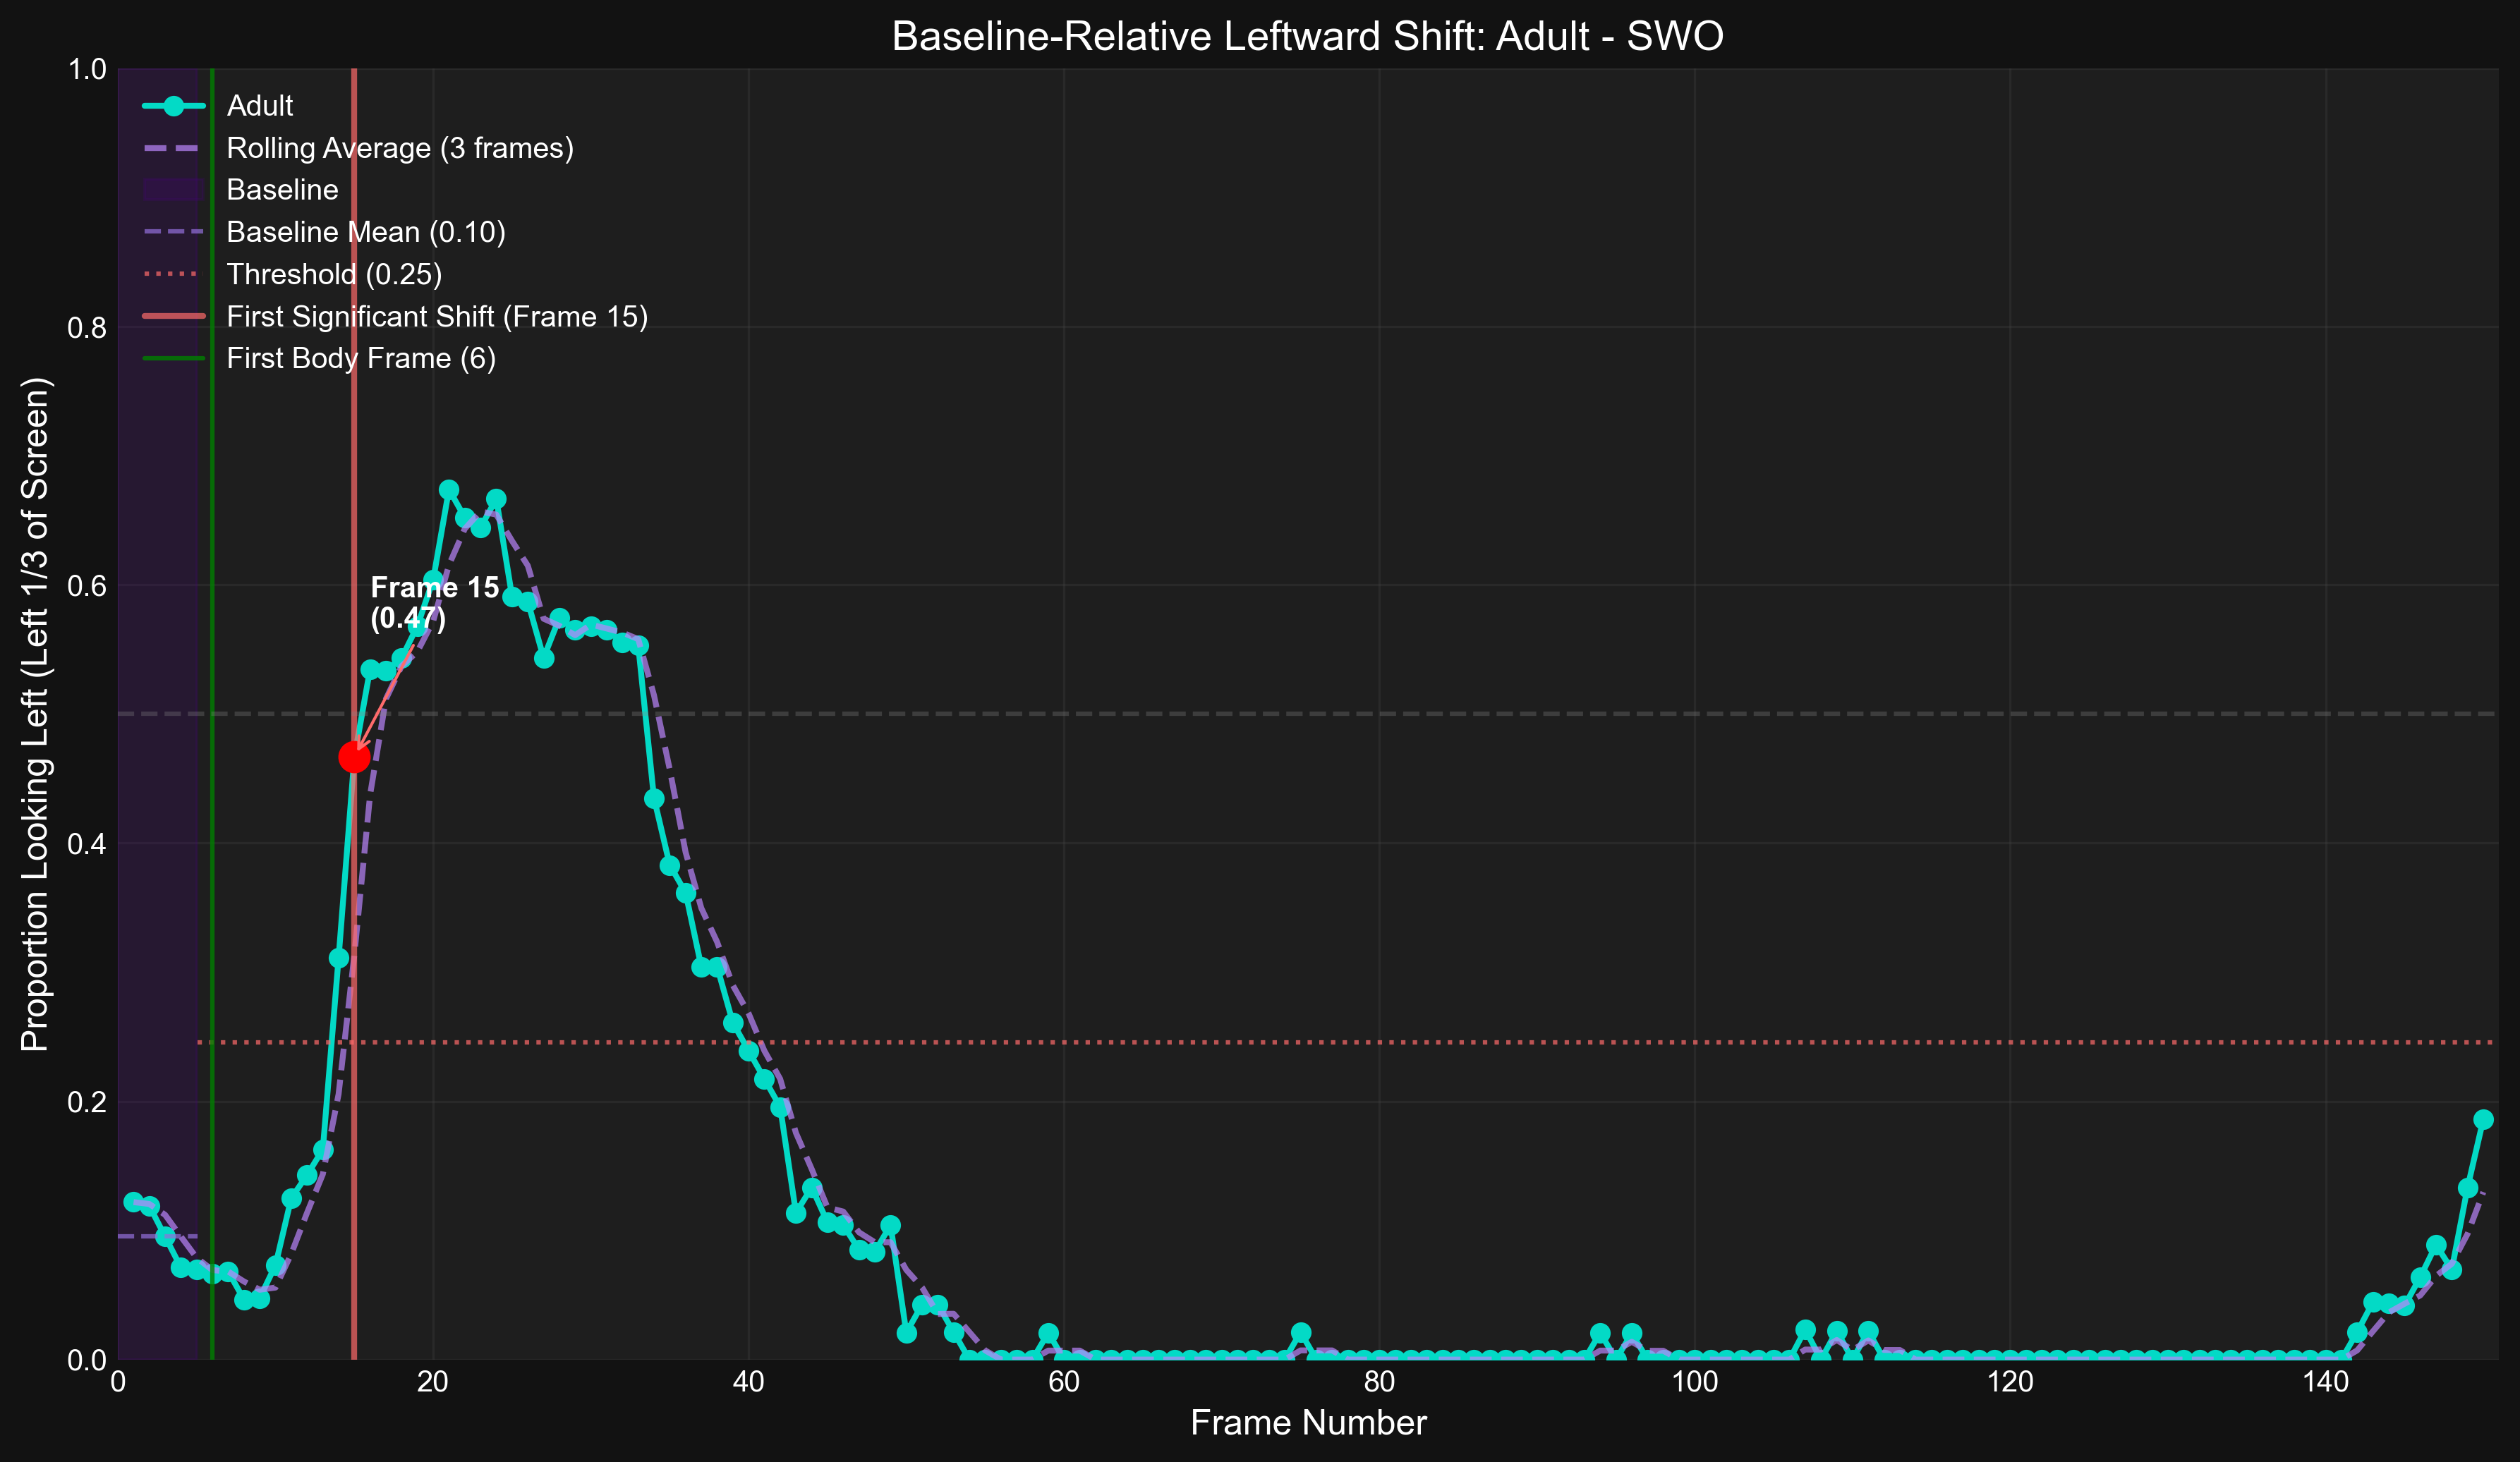 Baseline-Relative Leftward Shift: Adult - SWO
Proportion Looking Left (Left 1/3 of Screen)
1.0
0.8
0.6
0.4
0.2
0.0
Adult
Rolling Average (3 frames)
Baseline
Baseline Mean (0.10)
Threshold (0.25)
First Significant Shift (Frame 15)
First Body Frame (6)
Frame 15
(0.47)
0 20 40 60 80 100 120 140
Frame Number